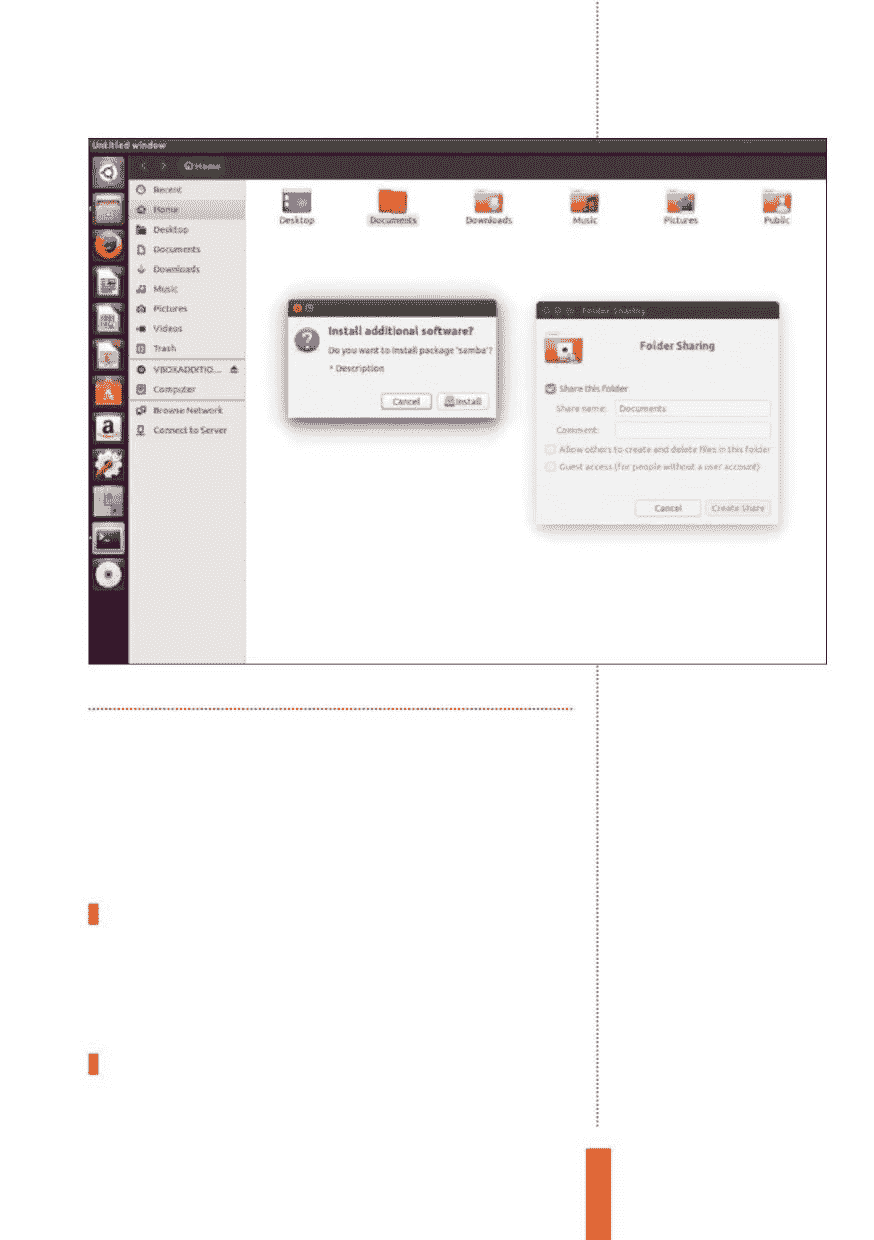 Untitled window
Home
Recent
Home
Desktop
Documents
Downloads
Music
Pictures
Videos
Trash
VBOXADDITIO...
Computer
Browse Network
Connect to Server
Desktop
Documents
Downloads
Music
Pictures
Public
Install additional software?
Do you want to install package 'samba'?
Description
Cancel
Install
Folder Sharing
Folder Sharing
Share this folder
Share name:
Documents
Comment:
Allow others to create and delete files in this folder
Guest access (for people without a user account)
Cancel
Create Share